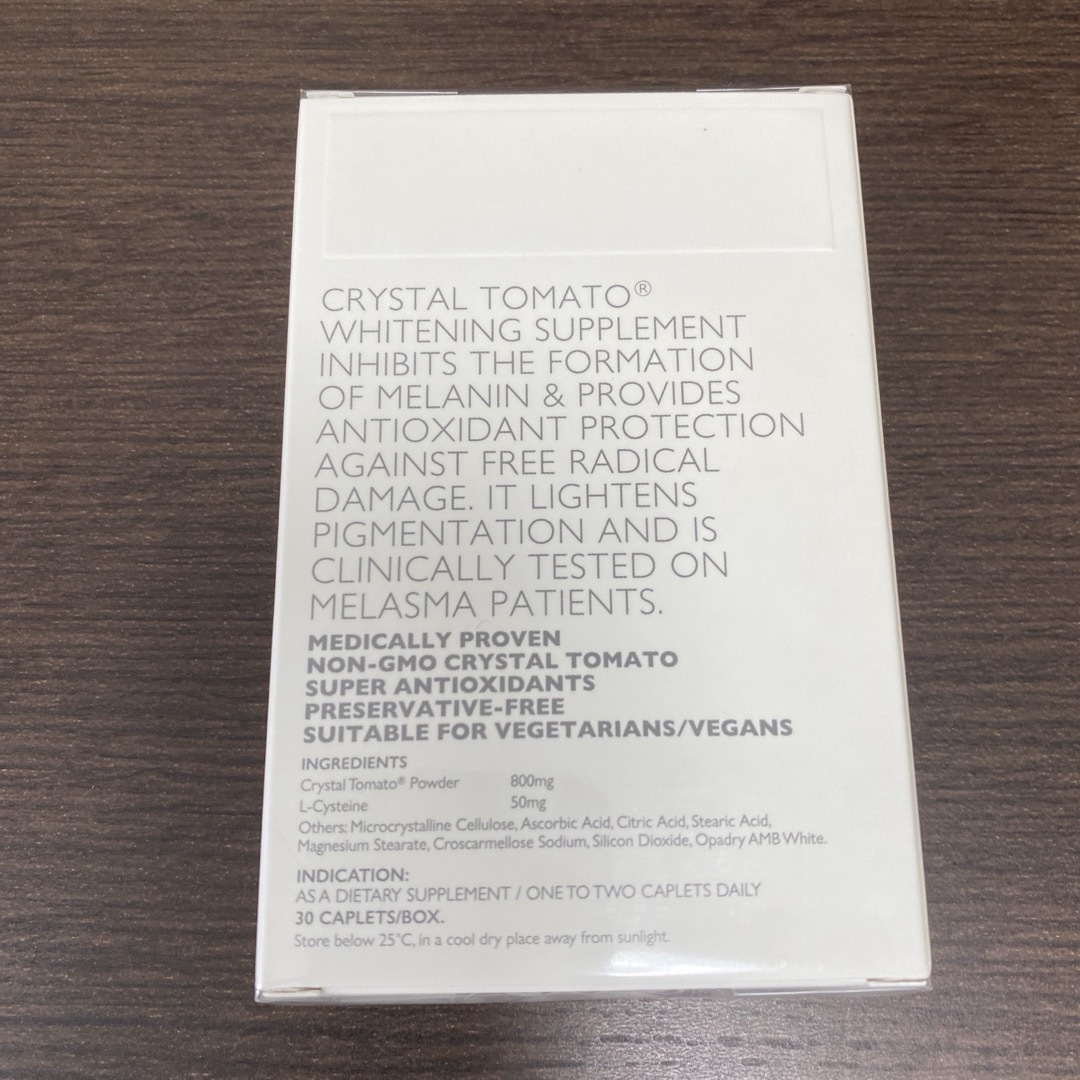 CRYSTAL TOMATO®
WHITENING SUPPLEMENT
INHIBITS THE FORMATION
OF MELANIN & PROVIDES
ANTIOXIDANT PROTECTION
AGAINST FREE RADICAL
DAMAGE. IT LIGHTENS
PIGMENTATION AND IS
CLINICALLY TESTED ON
MELASMA PATIENTS.
MEDICALLY PROVEN
NON-GMO CRYSTAL TOMATO
SUPER ANTIOXIDANTS
PRESERVATIVE-FREE
SUITABLE FOR VEGETARIANS/VEGANS
INGREDIENTS
Crystal Tomato® Powder 800mg
L-Cysteine 50mg
Others: Microcrystalline Cellulose, Ascorbic Acid, Citric Acid, Stearic Acid,
Magnesium Stearate, Croscarmellose Sodium, Silicon Dioxide, Opadry AMB White.
INDICATION:
AS A DIETARY SUPPLEMENT / ONE TO TWO CAPLETS DAILY
30 CAPLETS/BOX.
Store below 25°C, in a cool dry place away from sunlight.